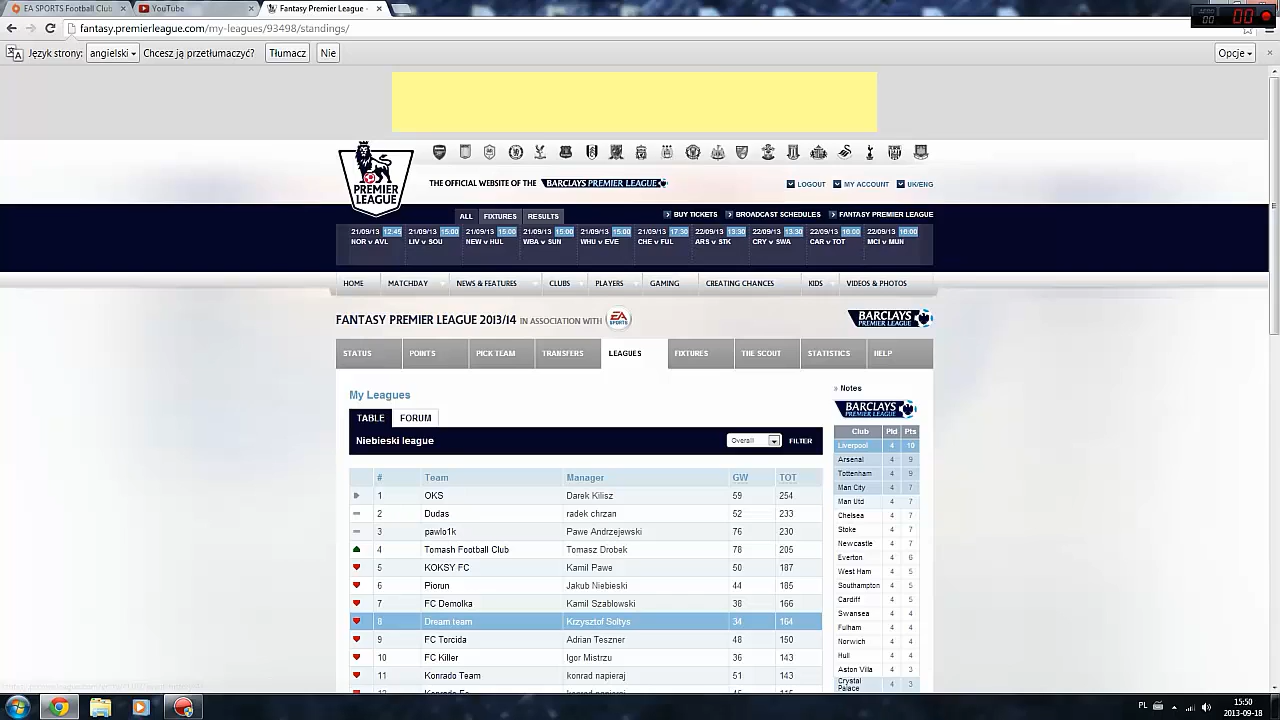 EA SPORTS Football Club
YouTube
Fantasy Premier League -
fantasy.premierleague.com/my-leagues/93498/standings/
Język strony: angielski Chcesz ją przetłumaczyć? Tłumacz Nie Opcje
PREMIER LEAGUE
THE OFFICIAL WEBSITE OF THE BARCLAYS PREMIER LEAGUE
LOGOUT MY ACCOUNT UK/ENG
ALL FIXTURES RESULTS
BUY TICKETS BROADCAST SCHEDULES FANTASY PREMIER LEAGUE
21/09/13 12:45 21/09/13 15:00 21/09/13 15:00 21/09/13 15:00 21/09/13 15:00 21/09/13 17:30 22/09/13 13:30 22/09/13 13:30 22/09/13 16:00 22/09/13 16:00
NOR v AVL LIV v SOU NEW v HUL WBA v SUN WHU v EVE CHE v FUL ARS v STK CRY v SWA CAR v TOT MCI v MUN
HOME MATCHDAY NEWS & FEATURES CLUBS PLAYERS GAMING CREATING CHANCES KIDS VIDEOS & PHOTOS
FANTASY PREMIER LEAGUE 2013/14 IN ASSOCIATION WITH EA SPORTS
BARCLAYS PREMIER LEAGUE
STATUS POINTS PICK TEAM TRANSFERS LEAGUES FIXTURES THE SCOUT STATISTICS HELP
My Leagues
TABLE FORUM
Niebieski league Overall FILTER
# Team Manager GW TOT
1 OKS Darek Kilisz 59 254
2 Dudas radek chrzan 52 233
3 pawlo1k Pawe Andrzejewski 76 230
4 Tomash Football Club Tomasz Drobek 78 205
5 KOKSY FC Kamil Pawe 50 187
6 Piorun Jakub Niebieski 44 185
7 FC Demolka Kamil Szablowski 38 166
8 Dream team Krzysztof Soltys 34 164
9 FC Torcida Adrian Teszner 48 150
10 FC Killer Igor Mistrzu 36 143
11 Konrado Team konrad napieraj 51 143
» Notes
BARCLAYS PREMIER LEAGUE
Club Pld Pts
Liverpool 4 10
Arsenal 4 9
Tottenham 4 9
Man City 4 7
Man Utd 4 7
Chelsea 4 7
Stoke 4 7
Newcastle 4 7
Everton 4 6
West Ham 4 5
Southampton 4 5
Cardiff 4 5
Swansea 4 4
Fulham 4 4
Norwich 4 4
Hull 4 4
Aston Villa 4 3
Crystal Palace 4 3
PL
15:50
2013-09-18